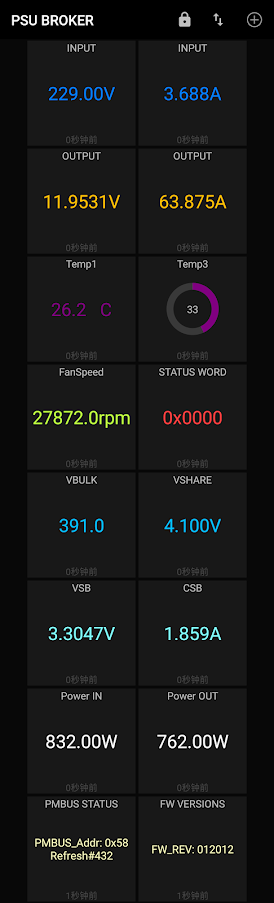 PSU BROKER
INPUT
INPUT
229.00V
3.688A
0秒钟前
0秒钟前
OUTPUT
OUTPUT
11.9531V
63.875A
0秒钟前
0秒钟前
Temp1
Temp3
26.2 C
33
0秒钟前
0秒钟前
FanSpeed
STATUS WORD
27872.0rpm
0x0000
0秒钟前
0秒钟前
VBULK
VSHARE
391.0
4.100V
0秒钟前
0秒钟前
VSB
CSB
3.3047V
1.859A
0秒钟前
0秒钟前
Power IN
Power OUT
832.00W
762.00W
0秒钟前
0秒钟前
PMBUS STATUS
FW VERSIONS
PMBUS_Addr: 0x58
Refresh#432
FW_REV: 012012
1秒钟前
1秒钟前